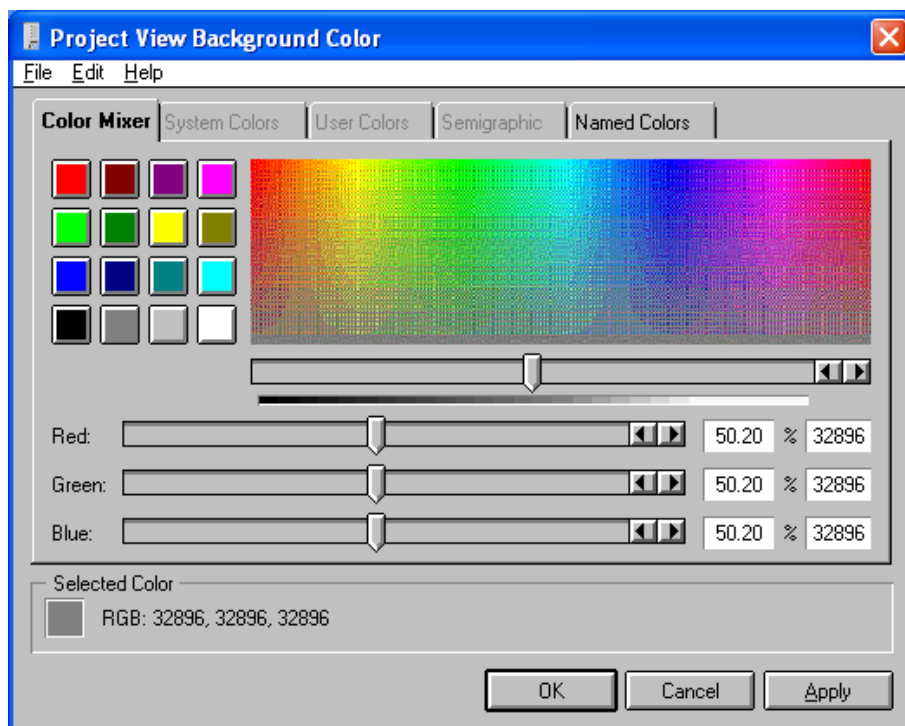 Project View Background Color
File Edit Help
Color Mixer System Colors User Colors Semigraphic Named Colors
Red: 50.20 % 32896
Green: 50.20 % 32896
Blue: 50.20 % 32896
Selected Color
RGB: 32896, 32896, 32896
OK Cancel Apply